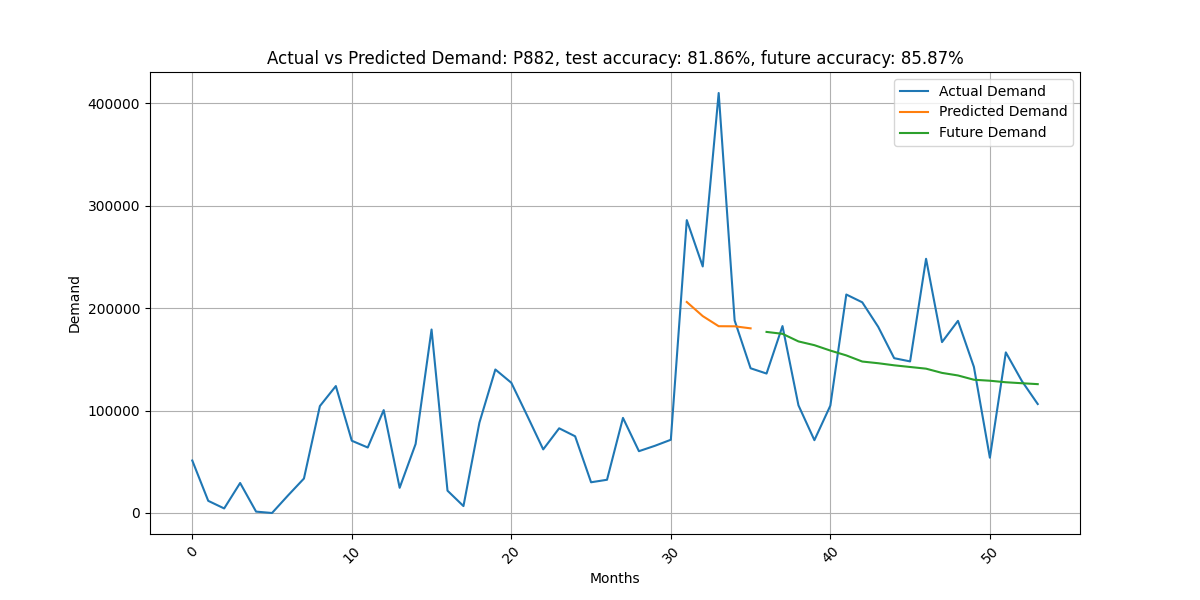 Actual vs Predicted Demand: P882, test accuracy: 81.86%, future accuracy: 85.87%
Actual Demand
Predicted Demand
Future Demand
400000
300000
200000
100000
0
Demand
0
10
20
30
40
50
Months